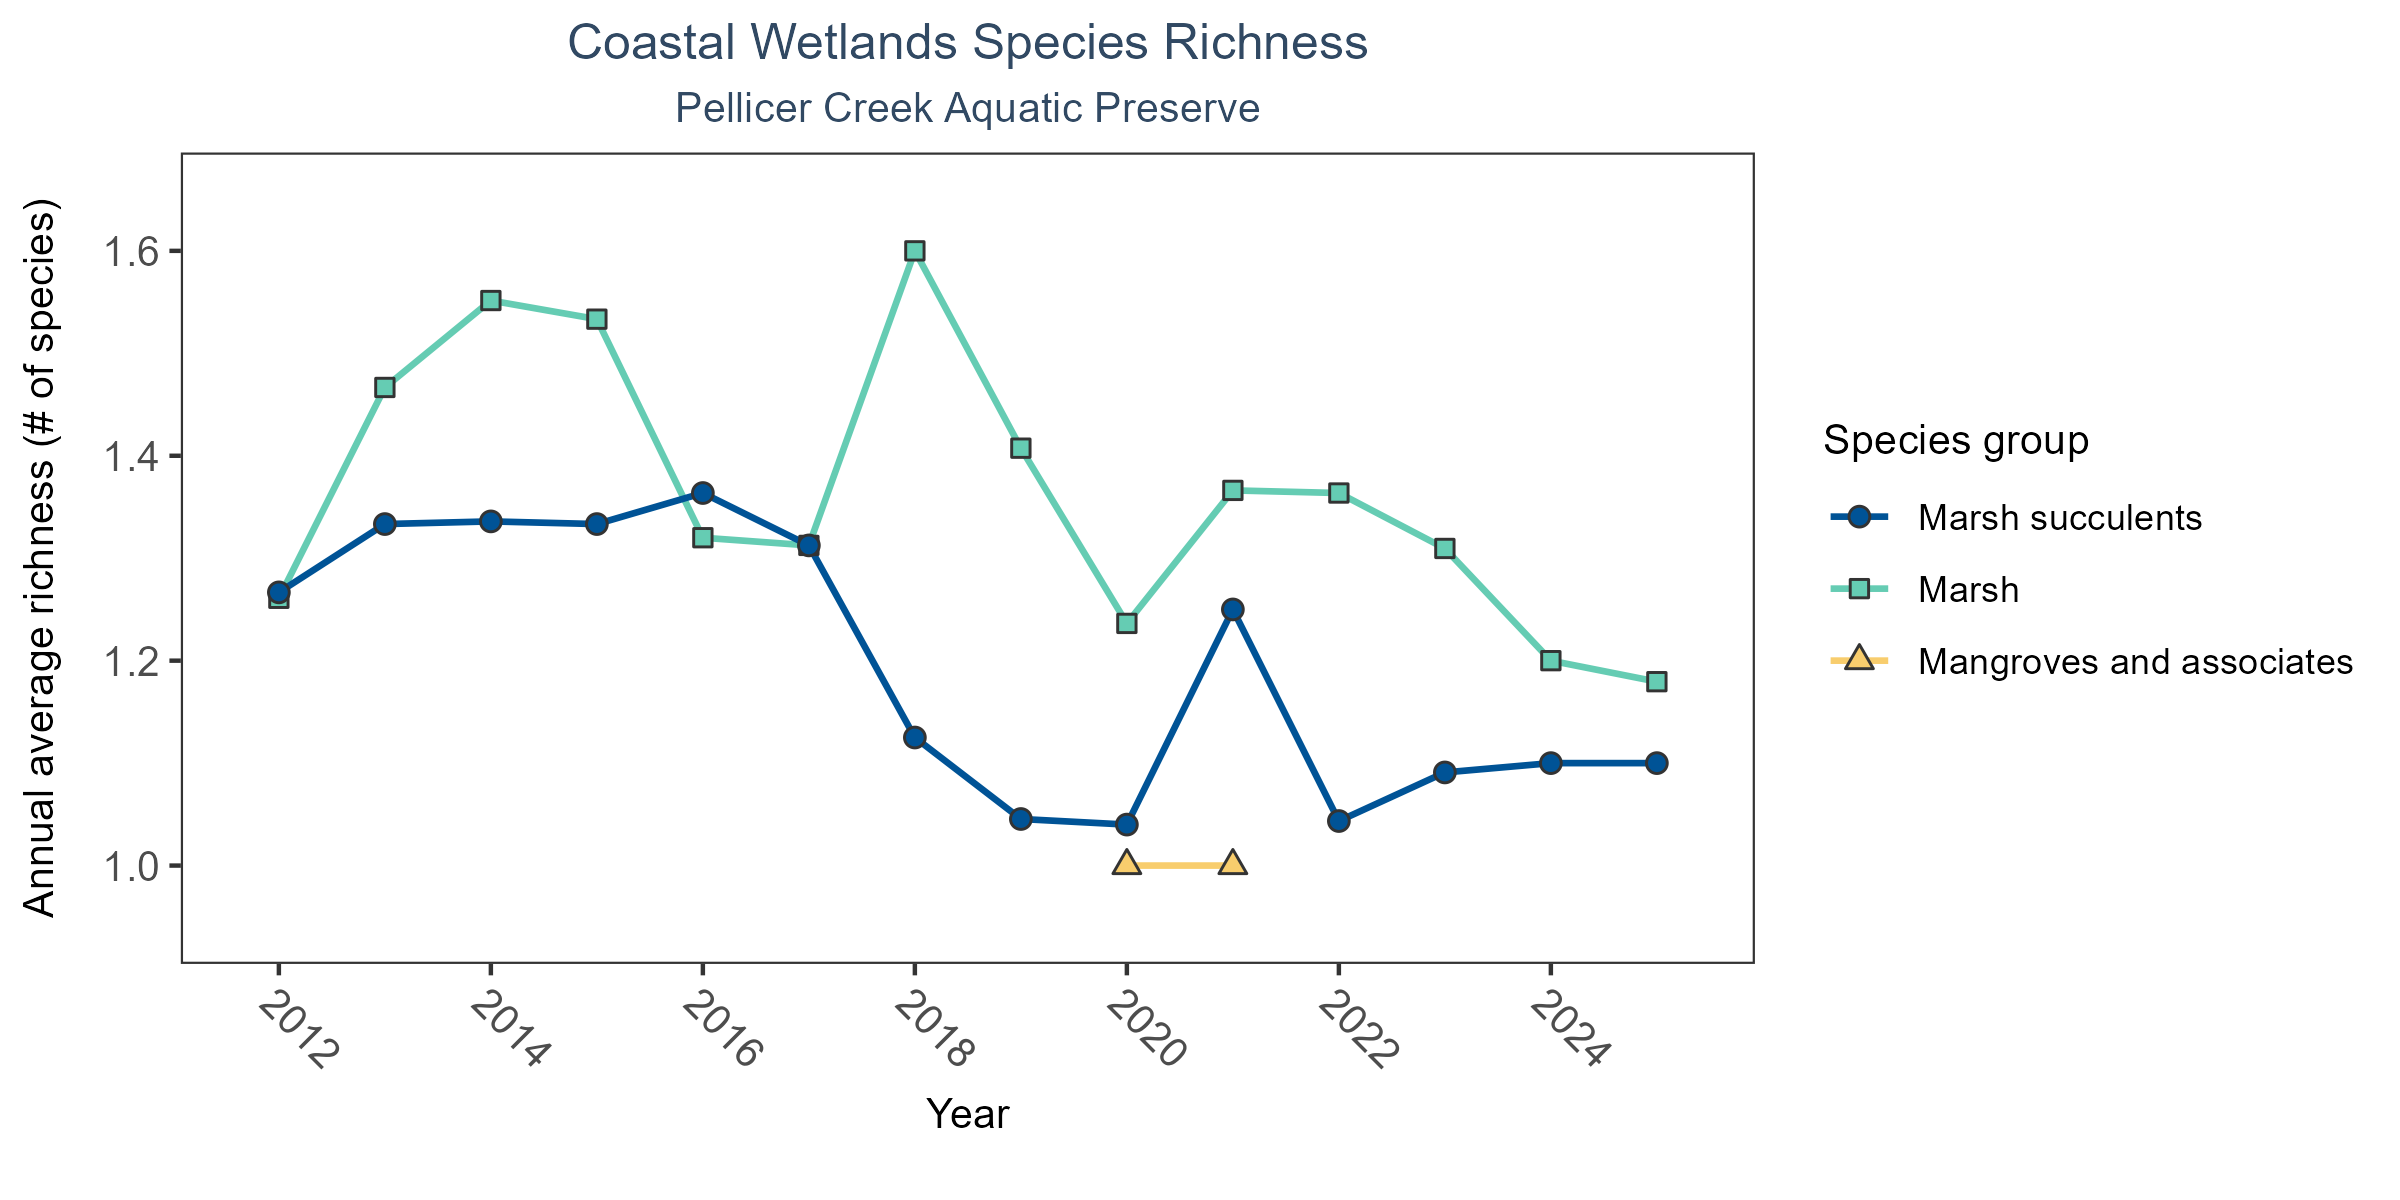 Coastal Wetlands Species Richness
Pellicer Creek Aquatic Preserve
Annual average richness (# of species)
1.6
1.4
1.2
1.0
2012
2014
2016
2018
2020
2022
2024
Year
Species group
Marsh succulents
Marsh
Mangroves and associates